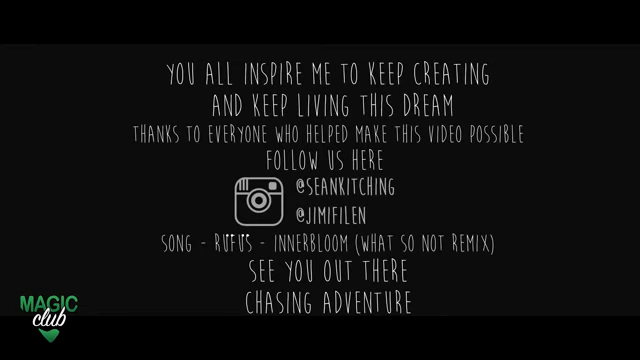 YOU ALL INSPIRE ME TO KEEP CREATING
AND KEEP LIVING THIS DREAM
THANKS TO EVERYONE WHO HELPED MAKE THIS VIDEO POSSIBLE
FOLLOW US HERE
@SEANKITCHING
@JIMIFILEN
SONG - RÜFÜS - INNERBLOOM (WHAT SO NOT REMIX)
SEE YOU OUT THERE
CHASING ADVENTURE
MAGIC
club